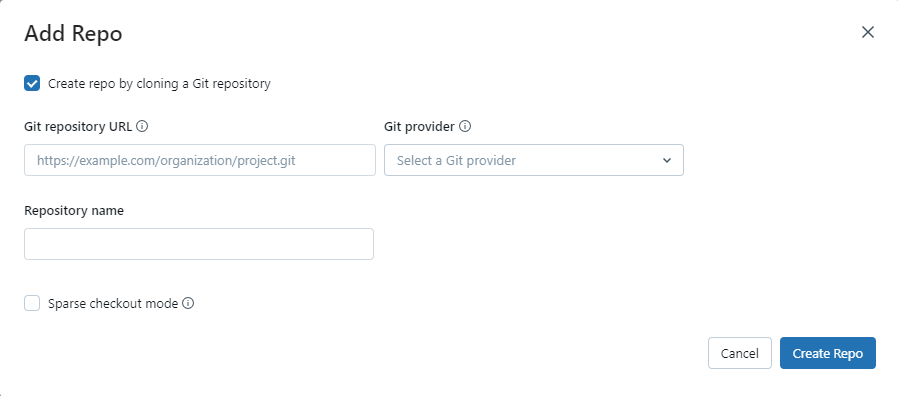 Add Repo
Create repo by cloning a Git repository
Git repository URL
Git provider
https://example.com/organization/project.git
Select a Git provider
Repository name
Sparse checkout mode
Cancel
Create Repo